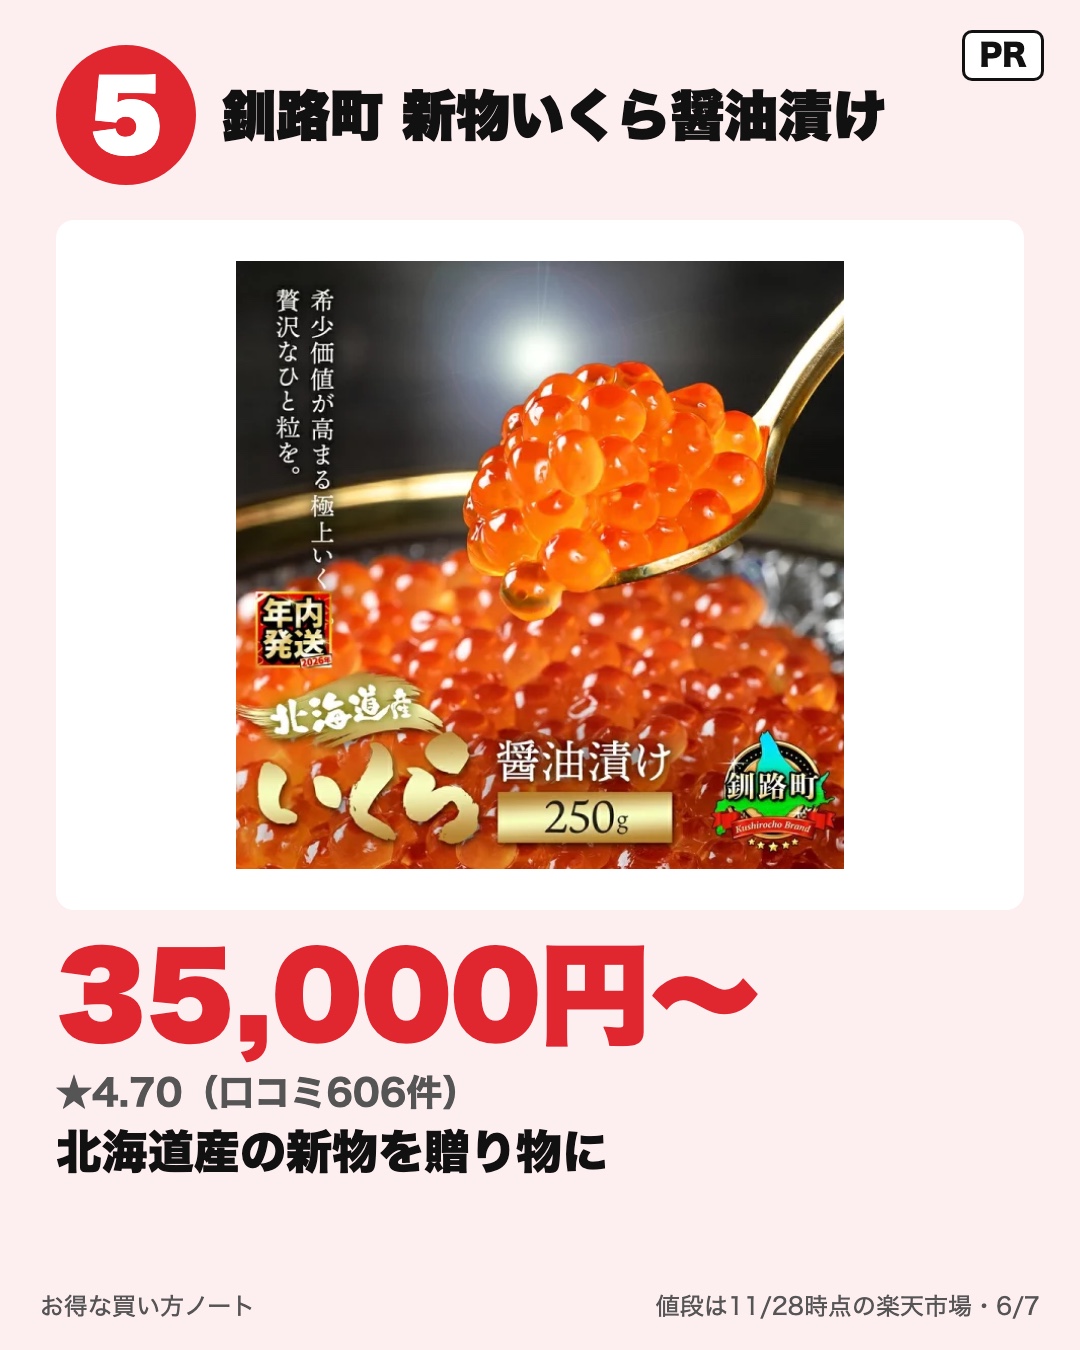 PR
5
釧路町 新物いくら醤油漬け
希少価値が高まる極上いく
贅沢なひと粒を。
年内
発送
2026年
北海道産
いくら
醤油漬け
250g
釧路町
Kushirocho Brand
35,000円〜
★4.70（口コミ606件）
北海道産の新物を贈り物に
お得な買い方ノート
値段は11/28時点の楽天市場・6/7